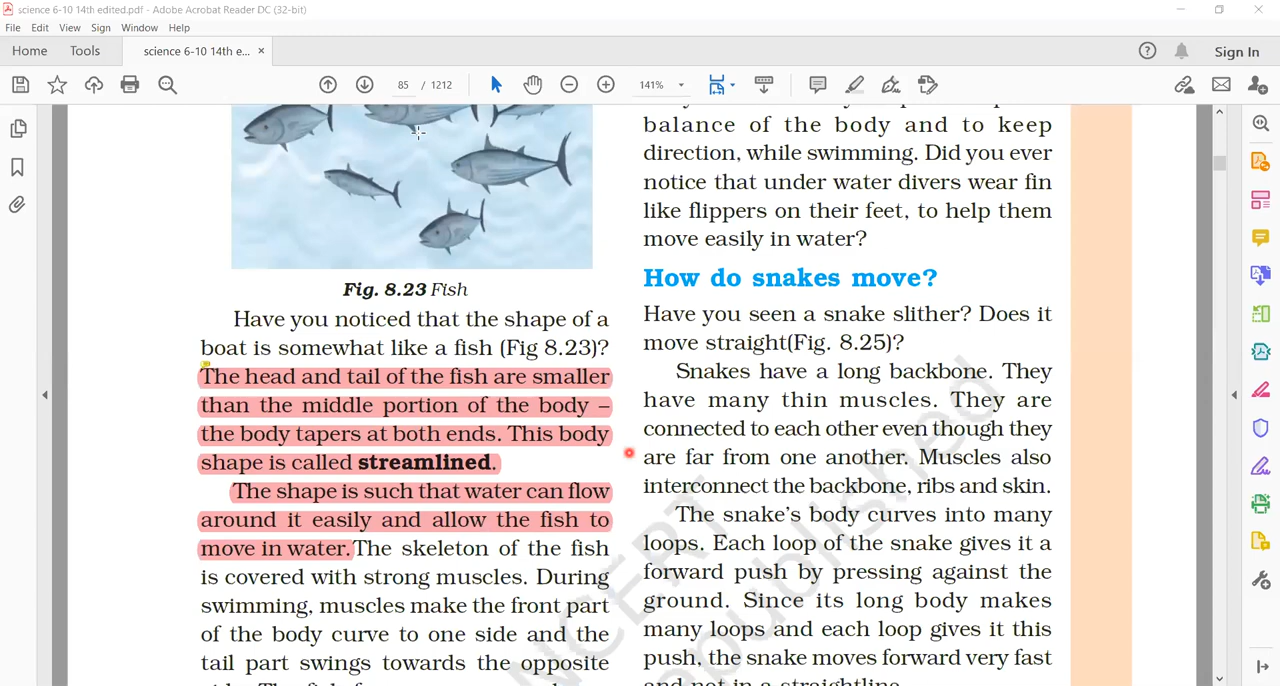 science 6-10 14th edited.pdf - Adobe Acrobat Reader DC (32-bit)
File Edit View Sign Window Help
Home Tools science 6-10 14th e... × Sign In
85 / 1212 141%
Fig. 8.23 Fish
Have you noticed that the shape of a
boat is somewhat like a fish (Fig 8.23)?
The head and tail of the fish are smaller
than the middle portion of the body –
the body tapers at both ends. This body
shape is called streamlined.
The shape is such that water can flow
around it easily and allow the fish to
move in water. The skeleton of the fish
is covered with strong muscles. During
swimming, muscles make the front part
of the body curve to one side and the
tail part swings towards the opposite
balance of the body and to keep
direction, while swimming. Did you ever
notice that under water divers wear fin
like flippers on their feet, to help them
move easily in water?
How do snakes move?
Have you seen a snake slither? Does it
move straight(Fig. 8.25)?
Snakes have a long backbone. They
have many thin muscles. They are
connected to each other even though they
are far from one another. Muscles also
interconnect the backbone, ribs and skin.
The snake's body curves into many
loops. Each loop of the snake gives it a
forward push by pressing against the
ground. Since its long body makes
many loops and each loop gives it this
push, the snake moves forward very fast
and not in a straightline.
NCERT
republished